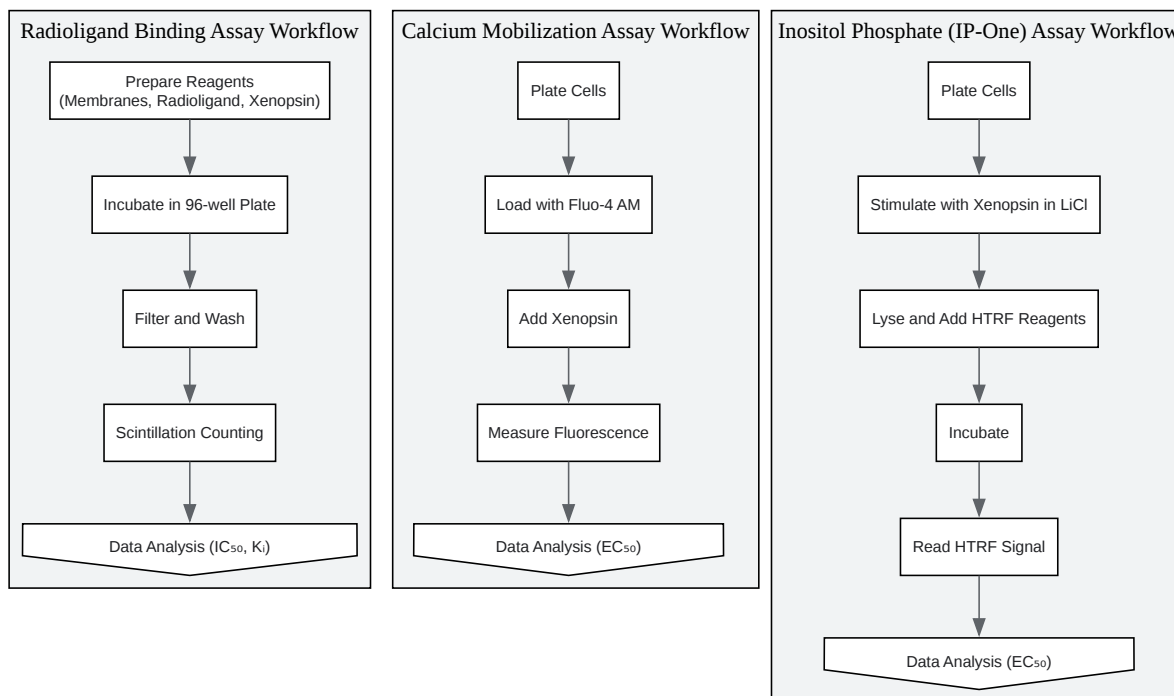 Radioligand Binding Assay Workflow
Prepare Reagents
(Membranes, Radioligand, Xenopsin)
Incubate in 96-well Plate
Filter and Wash
Scintillation Counting
Data Analysis (IC₅₀, Kᵢ)
Calcium Mobilization Assay Workflow
Plate Cells
Load with Fluo-4 AM
Add Xenopsin
Measure Fluorescence
Data Analysis (EC₅₀)
Inositol Phosphate (IP-One) Assay Workflow
Plate Cells
Stimulate with Xenopsin in LiCl
Lyse and Add HTRF Reagents
Incubate
Read HTRF Signal
Data Analysis (EC₅₀)